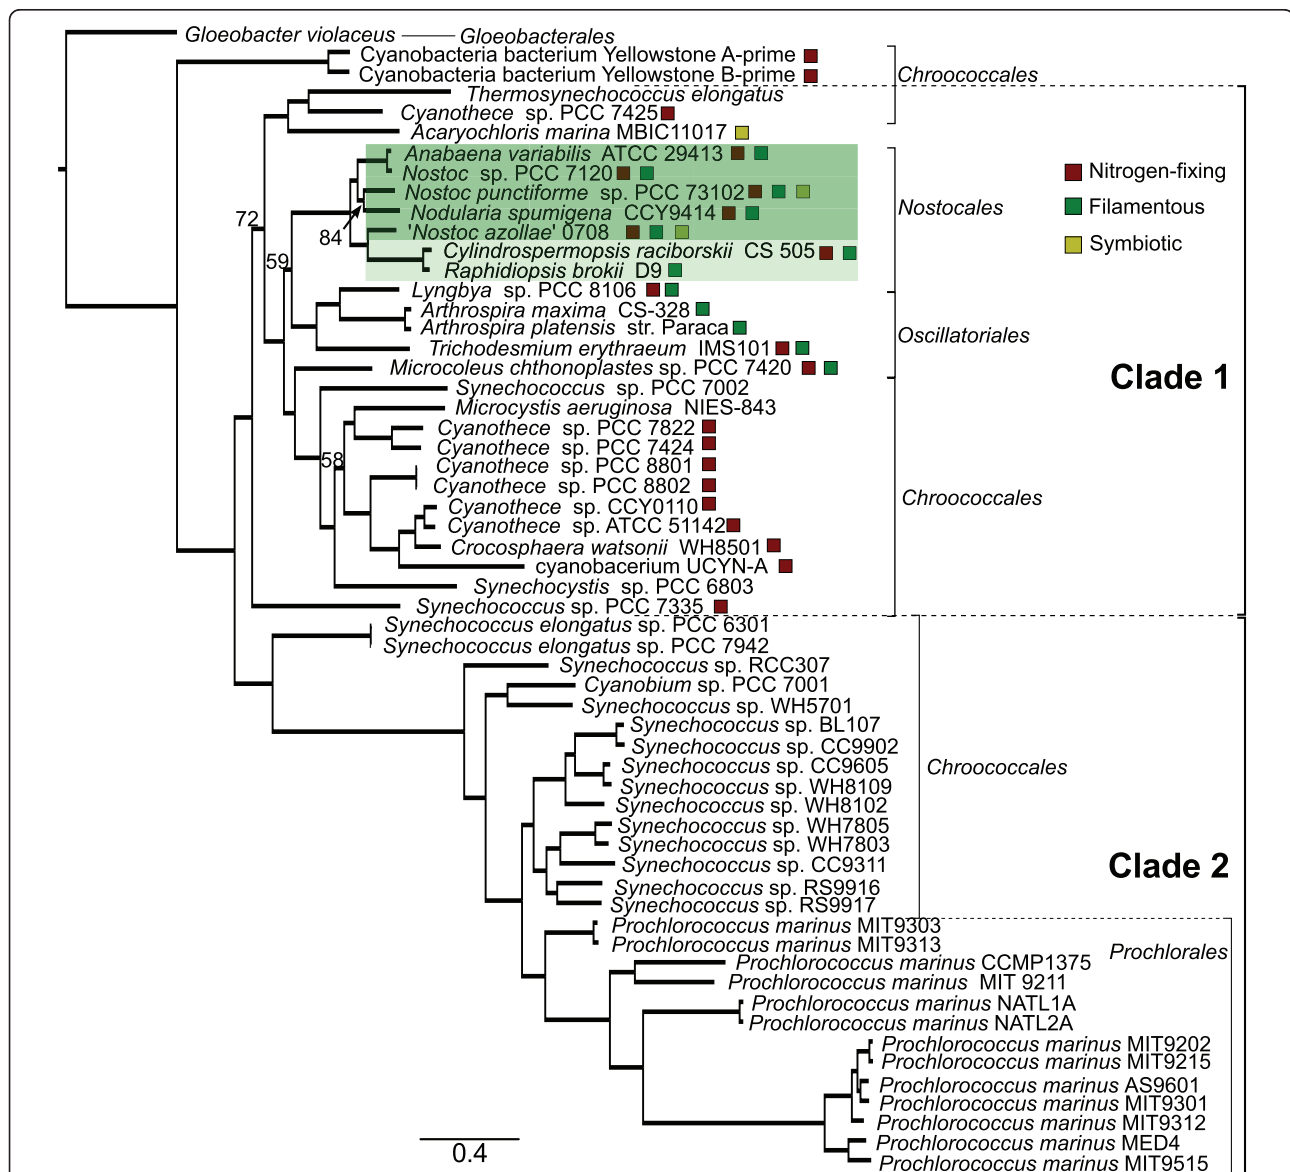 Gloeobacter violaceus
Gloeobacterales
Cyanobacteria bacterium Yellowstone A-prime
Cyanobacteria bacterium Yellowstone B-prime
Chroococcales
Thermosynechococcus elongatus
Cyanothece sp. PCC 7425
Acaryochloris marina MBIC11017
Anabaena variabilis ATCC 29413
Nostoc sp. PCC 7120
Nostoc punctiforme sp. PCC 73102
Nodularia spumigena CCY9414
'Nostoc azollae' 0708
Cylindrospermopsis raciborskii CS 505
Raphidiopsis brokii D9
Nostocales
Nitrogen-fixing
Filamentous
Symbiotic
72
84
59
Lyngbya sp. PCC 8106
Arthrospira maxima CS-328
Arthrospira platensis str. Paraca
Trichodesmium erythraeum IMS101
Oscillatoriales
Microcoleus chthonoplastes sp. PCC 7420
Clade 1
Synechococcus sp. PCC 7002
Microcystis aeruginosa NIES-843
Cyanothece sp. PCC 7822
Cyanothece sp. PCC 7424
58
Cyanothece sp. PCC 8801
Cyanothece sp. PCC 8802
Cyanothece sp. CCY0110
Cyanothece sp. ATCC 51142
Crocosphaera watsonii WH8501
cyanobacerium UCYN-A
Synechocystis sp. PCC 6803
Synechococcus sp. PCC 7335
Chroococcales
Synechococcus elongatus sp. PCC 6301
Synechococcus elongatus sp. PCC 7942
Synechococcus sp. RCC307
Cyanobium sp. PCC 7001
Synechococcus sp. WH5701
Synechococcus sp. BL107
Synechococcus sp. CC9902
Synechococcus sp. CC9605
Synechococcus sp. WH8109
Synechococcus sp. WH8102
Synechococcus sp. WH7805
Synechococcus sp. WH7803
Synechococcus sp. CC9311
Synechococcus sp. RS9916
Synechococcus sp. RS9917
Chroococcales
Clade 2
Prochlorococcus marinus MIT9303
Prochlorococcus marinus MIT9313
Prochlorales
Prochlorococcus marinus CCMP1375
Prochlorococcus marinus MIT 9211
Prochlorococcus marinus NATL1A
Prochlorococcus marinus NATL2A
Prochlorococcus marinus MIT9202
Prochlorococcus marinus MIT9215
Prochlorococcus marinus AS9601
Prochlorococcus marinus MIT9301
Prochlorococcus marinus MIT9312
Prochlorococcus marinus MED4
Prochlorococcus marinus MIT9515
0.4